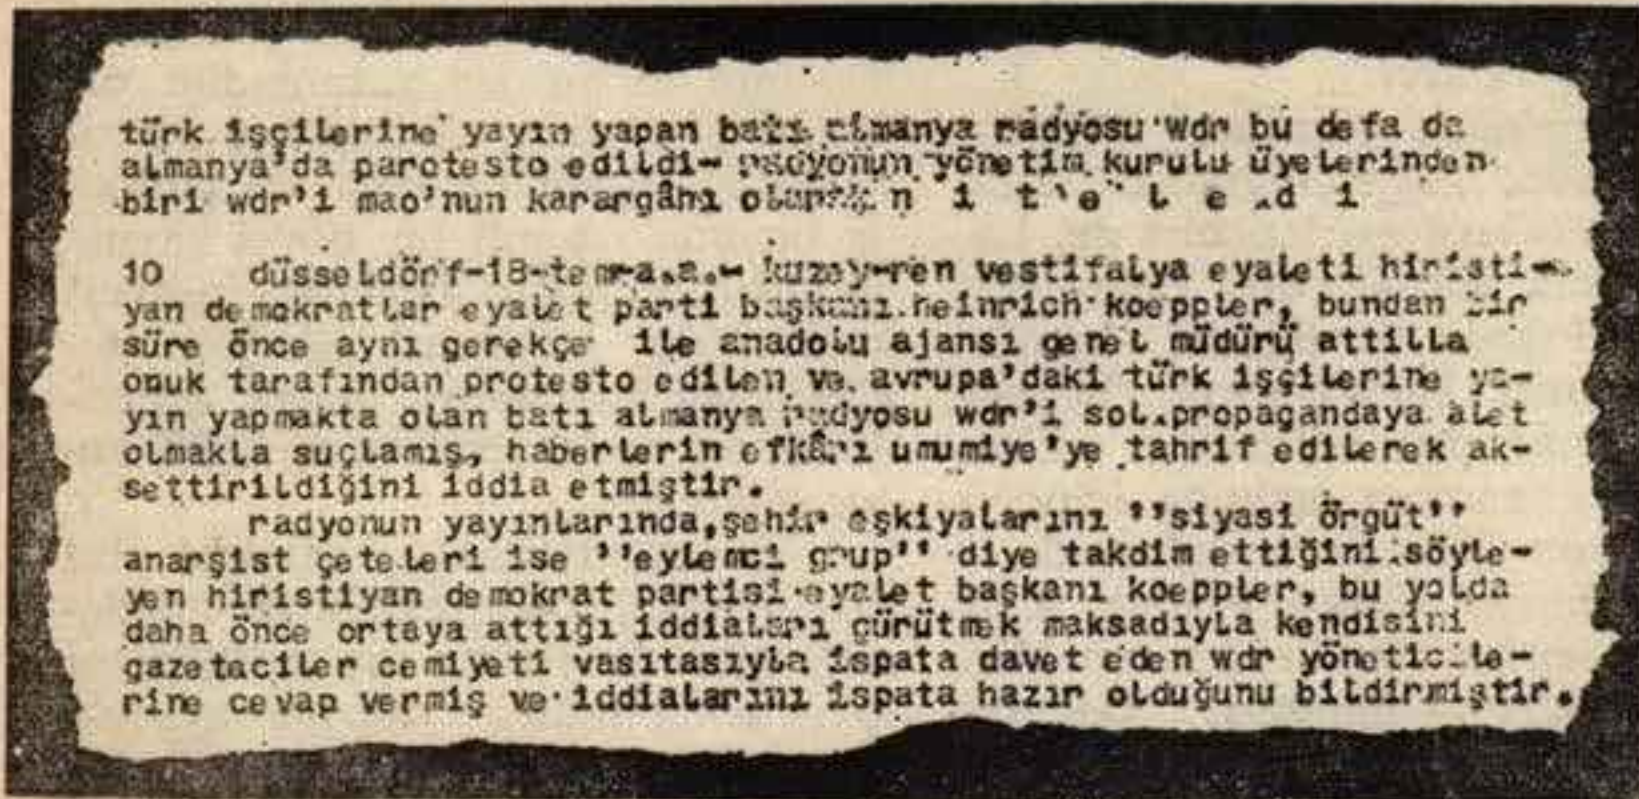 türk işçilerine yayın yapan batı almanya radyosu wdr bu defa da
almanya'da parotesto edildi- radyonun yönetim kurulu üyelerinden
biri wdr'i mao'nun karargâhı olarak n i t e l e d i
10 düsseldörf-18-tem-a.a.- kuzey-ren vestifalya eyaleti hiristi-
yan demokratlar eyalet parti başkanı heinrich koeppler, bundan bir
süre önce aynı gerekçe ile anadolu ajansı genel müdürü attilla
onuk tarafından protesto edilen ve avrupa'daki türk işçilerine ya-
yın yapmakta olan batı almanya radyosu wdr'i sol propagandaya alet
olmakla suçlamış, haberlerin efkârı umumiye'ye tahrif edilerek ak-
settirildiğini iddia etmiştir.
radyonun yayınlarında, şehir eşkiyalarını ''siyasi örgüt''
anarşist çeteleri ise ''eylemci grup'' diye takdim ettiğini söyle-
yen hiristiyan demokrat partisi eyalet başkanı koeppler, bu yolda
daha önce ortaya attığı iddiaları çürütmek maksadıyla kendisini
gazetaciler cemiyeti vasıtasıyla ispata davet eden wdr yöneticile-
rine cevap vermiş ve iddialarını ispata hazır olduğunu bildirmiştir.